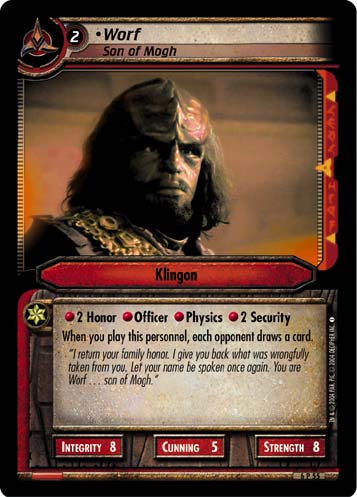 2 •Worf
Son of Mogh
Klingon
2 Honor Officer Physics 2 Security
When you play this personnel, each opponent draws a card.
"I return your family honor. I give you back what was wrongfully
taken from you. Let your name be spoken once again. You are
Worf . . . son of Mogh."
INTEGRITY 8 CUNNING 5 STRENGTH 8